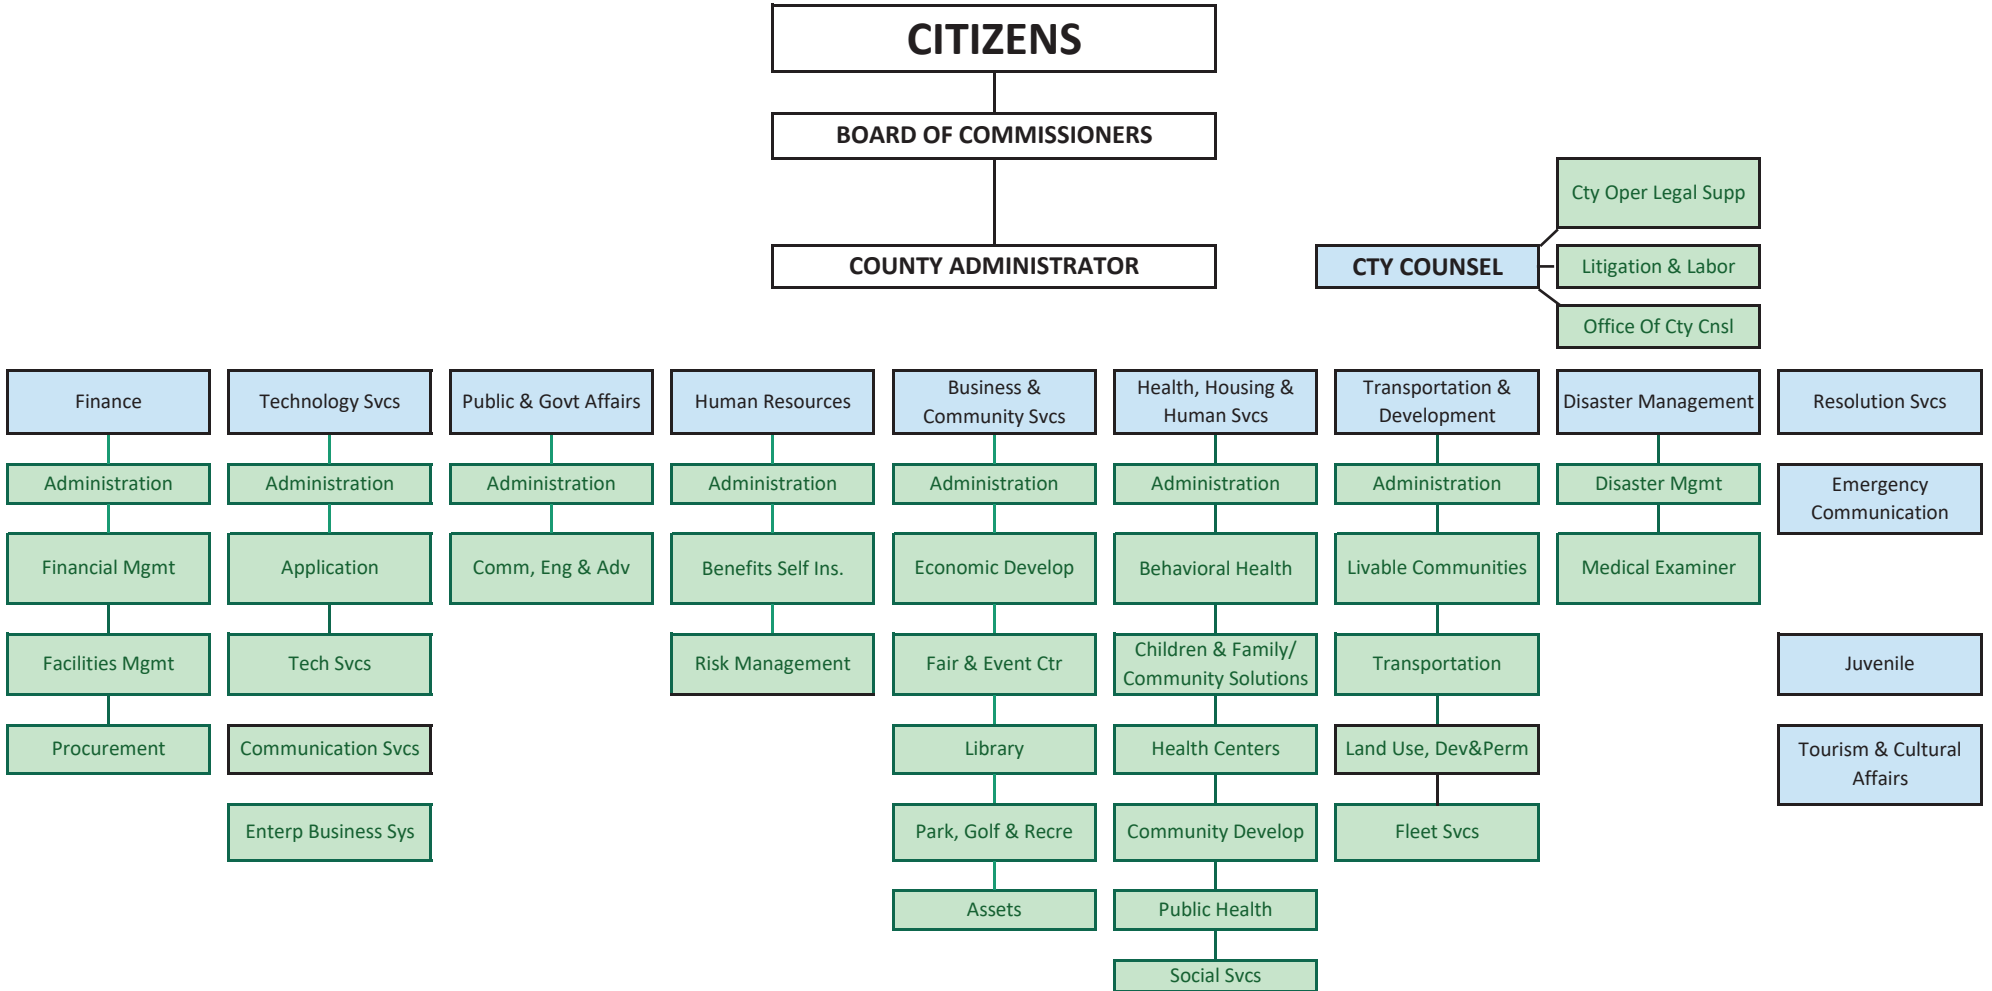 CITIZENS
BOARD OF COMMISSIONERS
Cty Oper Legal Supp
COUNTY ADMINISTRATOR
CTY COUNSEL
Litigation & Labor
Office Of Cty Cnsl
Finance
Technology Svcs
Public & Govt Affairs
Human Resources
Business &
Community Svcs
Health, Housing &
Human Svcs
Transportation &
Development
Disaster Management
Resolution Svcs
Administration
Administration
Administration
Administration
Administration
Administration
Administration
Disaster Mgmt
Emergency
Communication
Financial Mgmt
Application
Comm, Eng & Adv
Benefits Self Ins.
Economic Develop
Behavioral Health
Livable Communities
Medical Examiner
Facilities Mgmt
Tech Svcs
Risk Management
Fair & Event Ctr
Children & Family/
Community Solutions
Transportation
Juvenile
Procurement
Communication Svcs
Library
Health Centers
Land Use, Dev&Perm
Tourism & Cultural
Affairs
Enterp Business Sys
Park, Golf & Recre
Community Develop
Fleet Svcs
Assets
Public Health
Social Svcs